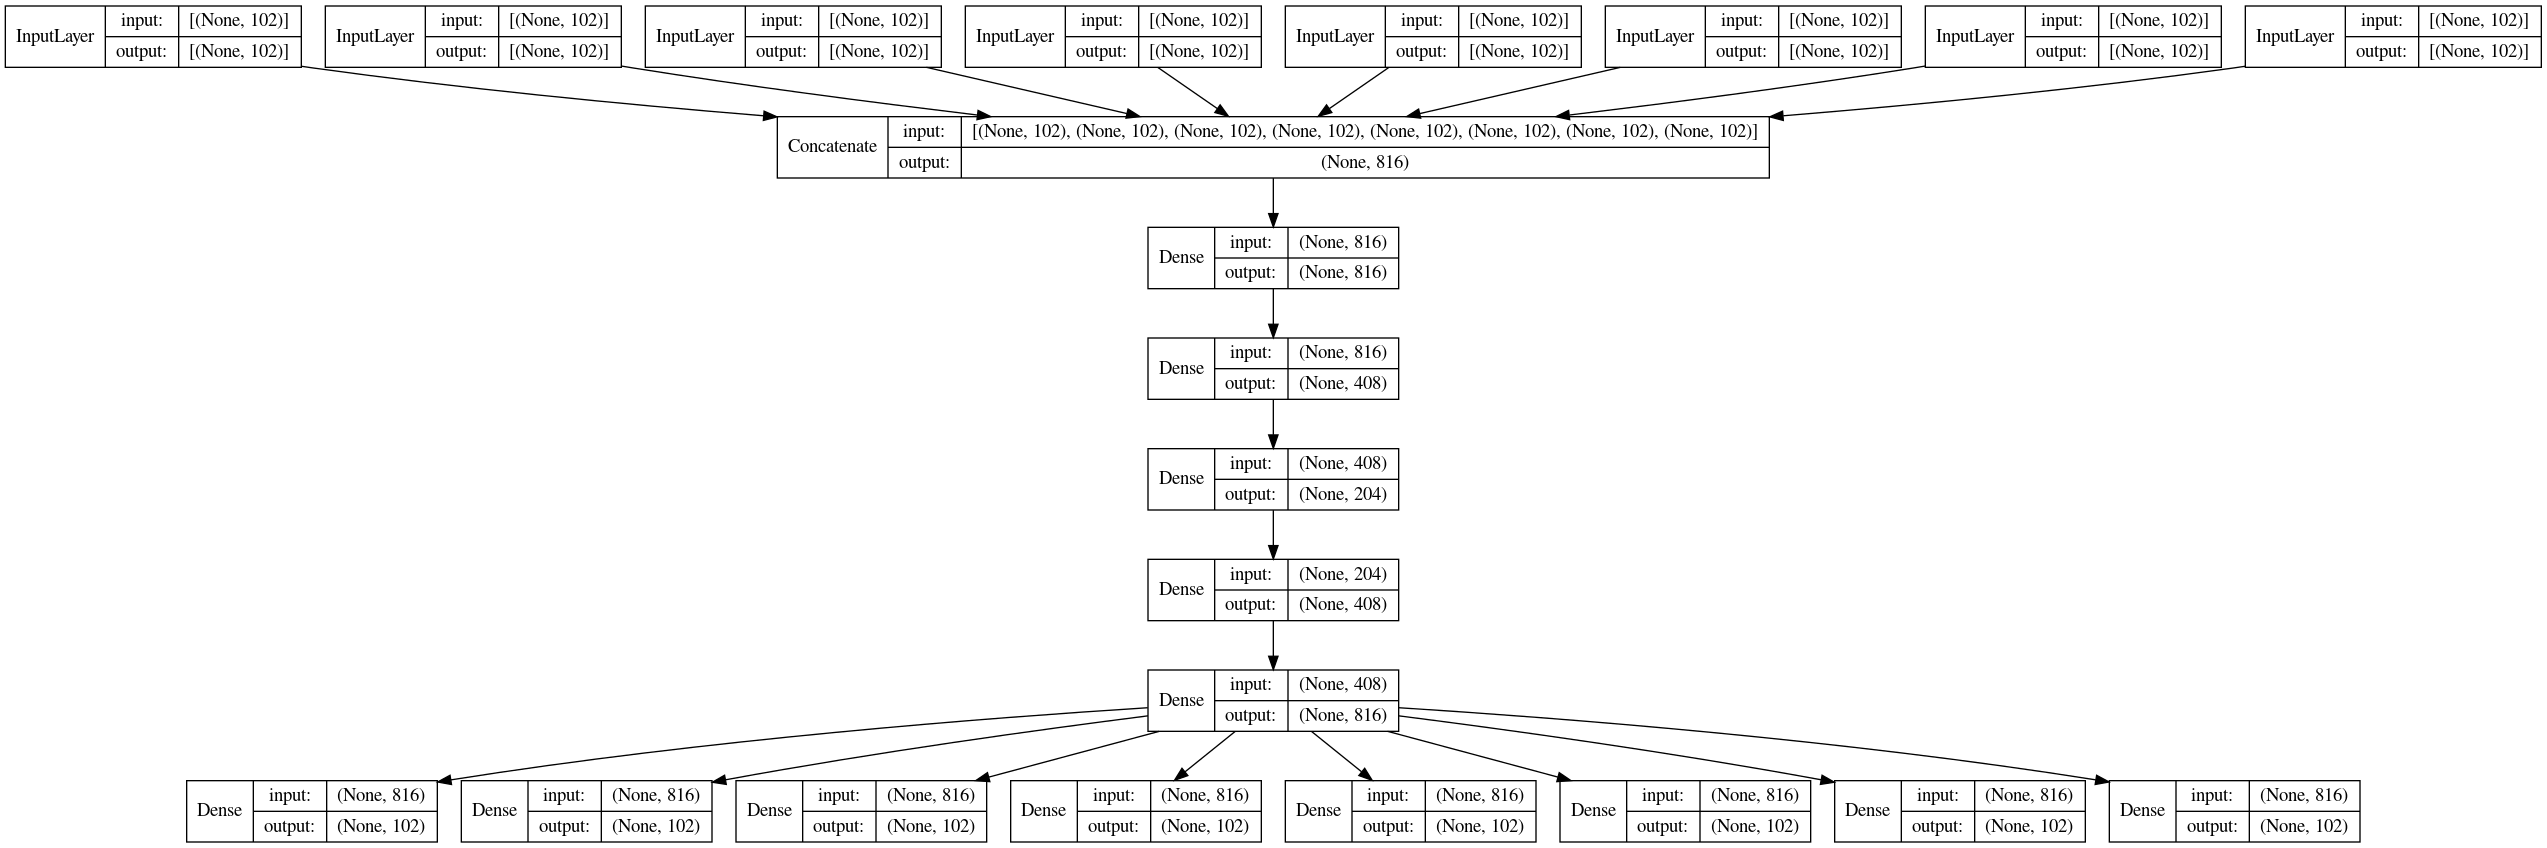 InputLayer input: [(None, 102)] output: [(None, 102)]
InputLayer input: [(None, 102)] output: [(None, 102)]
InputLayer input: [(None, 102)] output: [(None, 102)]
InputLayer input: [(None, 102)] output: [(None, 102)]
InputLayer input: [(None, 102)] output: [(None, 102)]
InputLayer input: [(None, 102)] output: [(None, 102)]
InputLayer input: [(None, 102)] output: [(None, 102)]
InputLayer input: [(None, 102)] output: [(None, 102)]
Concatenate input: [(None, 102), (None, 102), (None, 102), (None, 102), (None, 102), (None, 102), (None, 102), (None, 102)] output: (None, 816)
Dense input: (None, 816) output: (None, 816)
Dense input: (None, 816) output: (None, 408)
Dense input: (None, 408) output: (None, 204)
Dense input: (None, 204) output: (None, 408)
Dense input: (None, 408) output: (None, 816)
Dense input: (None, 816) output: (None, 102)
Dense input: (None, 816) output: (None, 102)
Dense input: (None, 816) output: (None, 102)
Dense input: (None, 816) output: (None, 102)
Dense input: (None, 816) output: (None, 102)
Dense input: (None, 816) output: (None, 102)
Dense input: (None, 816) output: (None, 102)
Dense input: (None, 816) output: (None, 102)